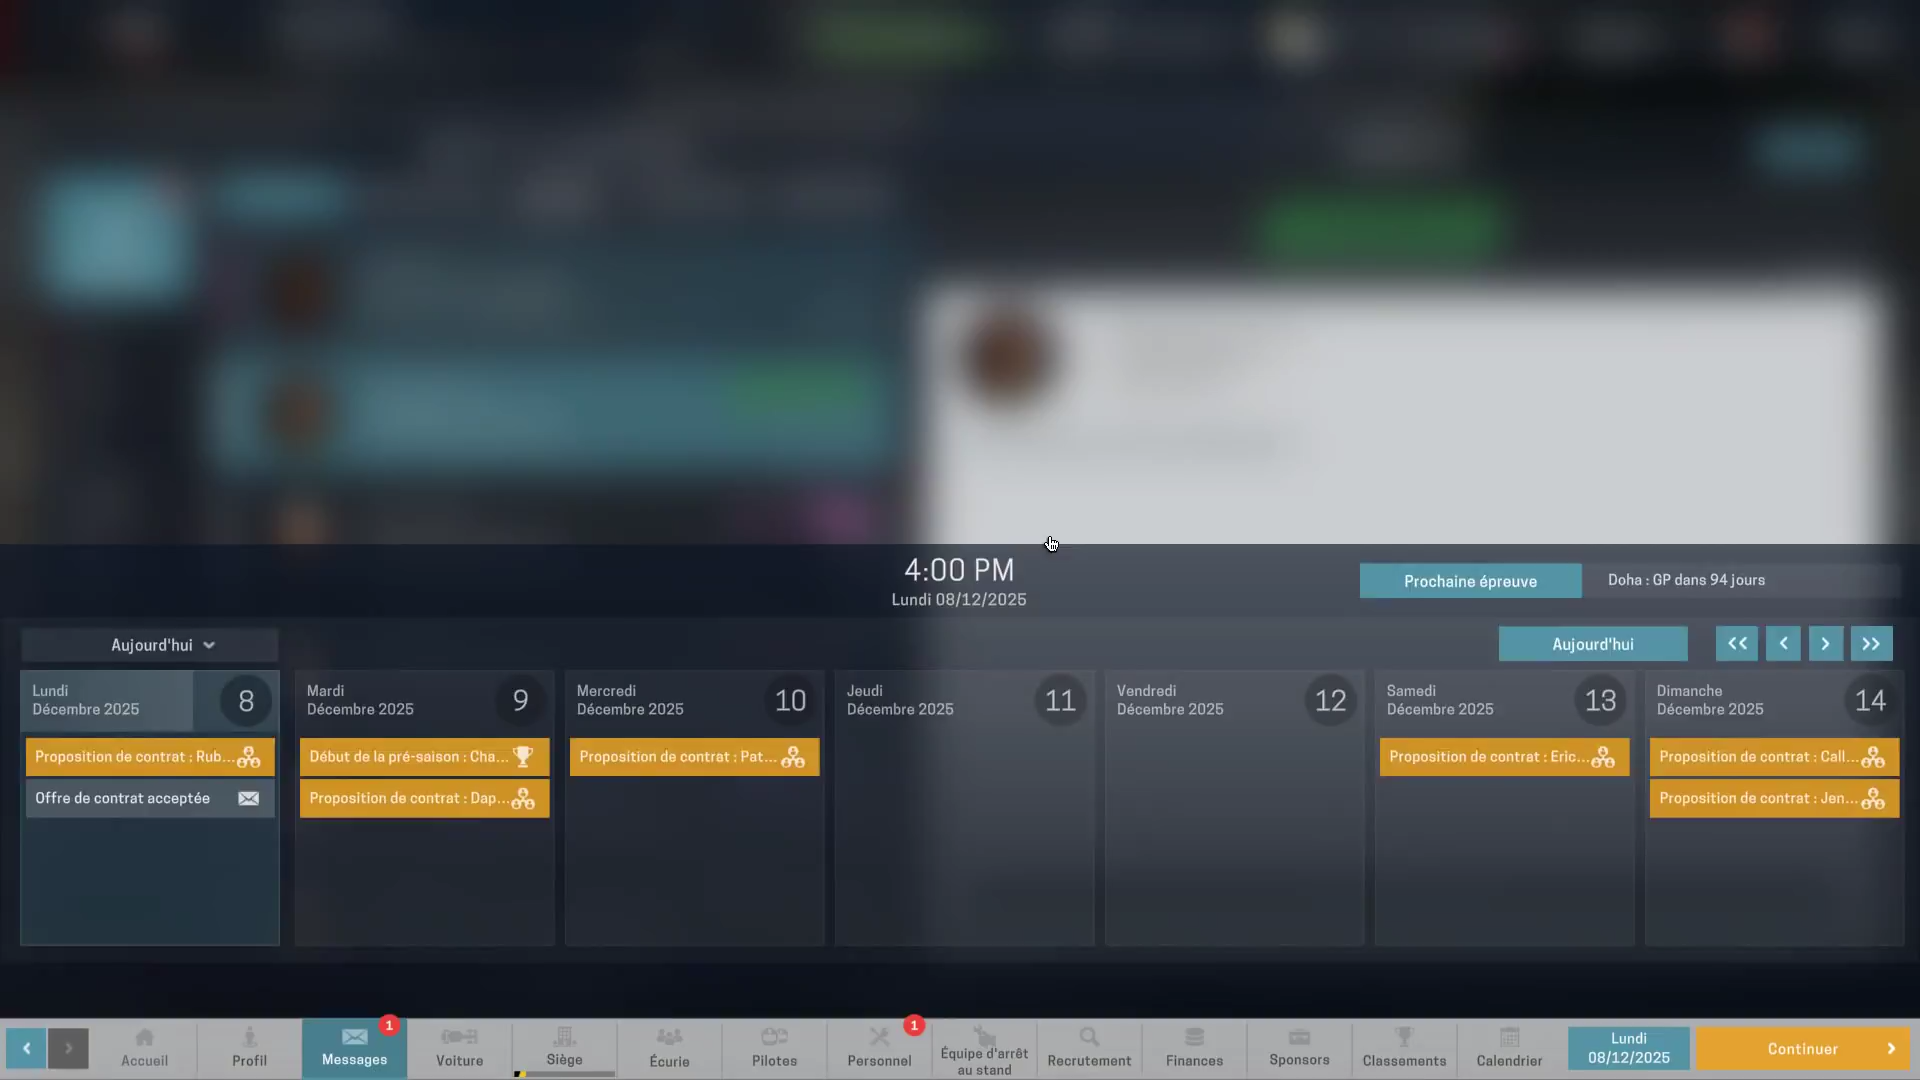 4:00 PM
Lundi 08/12/2025
Prochaine épreuve
Doha : GP dans 94 jours
Aujourd'hui
Aujourd'hui
Lundi
Décembre 2025
8
Proposition de contrat : Rub...
Offre de contrat acceptée
Mardi
Décembre 2025
9
Début de la pré-saison : Cha...
Proposition de contrat : Dap...
Mercredi
Décembre 2025
10
Proposition de contrat : Pat...
Jeudi
Décembre 2025
11
Vendredi
Décembre 2025
12
Samedi
Décembre 2025
13
Proposition de contrat : Eric...
Dimanche
Décembre 2025
14
Proposition de contrat : Call...
Proposition de contrat : Jen...
Accueil
Profil
1
Messages
Voiture
Siège
Écurie
Pilotes
1
Personnel
Équipe d'arrêt
au stand
Recrutement
Finances
Sponsors
Classements
Calendrier
Lundi
08/12/2025
Continuer